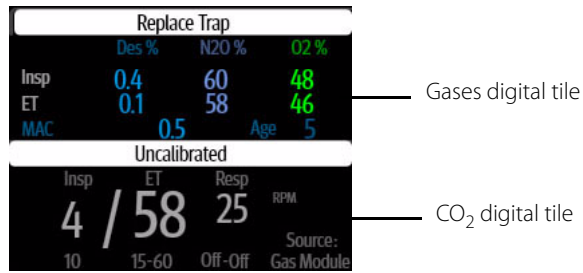 Replace Trap
Des % N2O % O2 %
Insp 0.4 60 48
ET 0.1 58 46
MAC 0.5 Age 5
Gases digital tile
Uncalibrated
Insp ET Resp
4 / 58 25 RPM
Source:
10 15-60 Off-Off Gas Module
CO2 digital tile